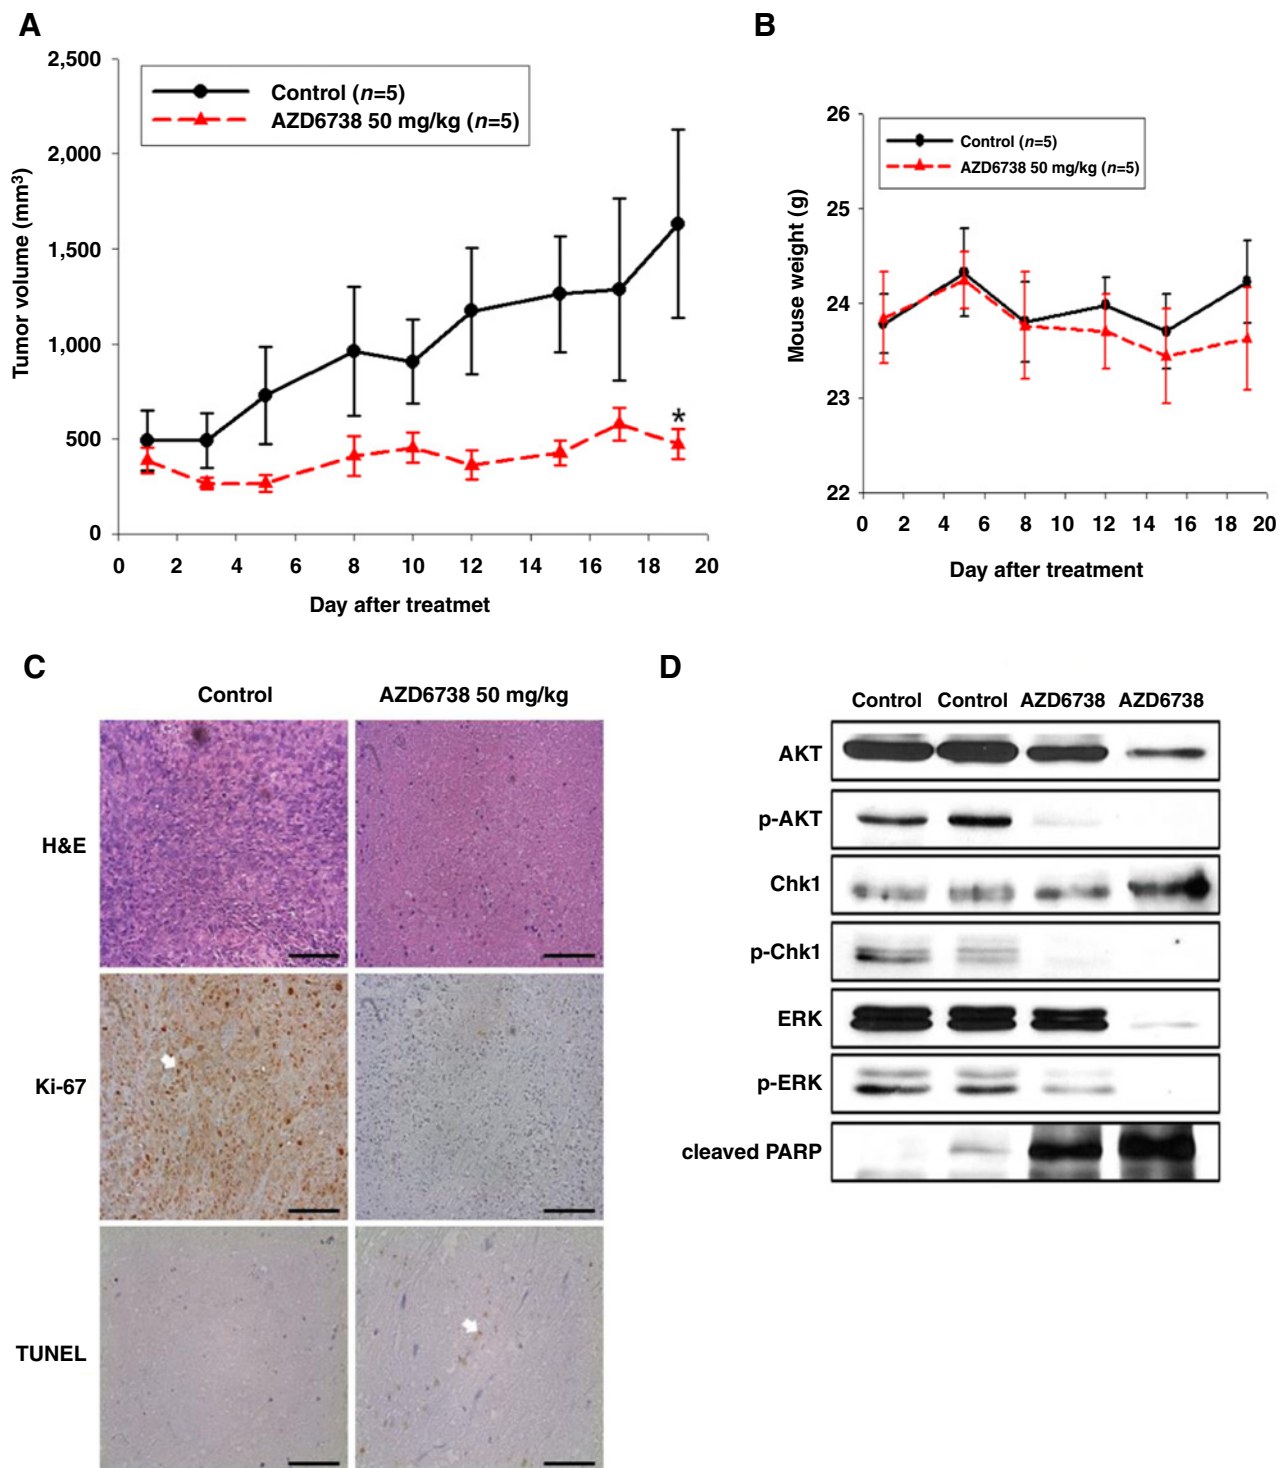 A
2,500
2,000
1,500
1,000
500
0
Tumor volume (mm³)
Control (n=5)
AZD6738 50 mg/kg (n=5)
*
0 2 4 6 8 10 12 14 16 18 20
Day after treatmet
B
26
25
24
23
22
Mouse weight (g)
Control (n=5)
AZD6738 50 mg/kg (n=5)
0 2 4 6 8 10 12 14 16 18 20
Day after treatment
C
Control AZD6738 50 mg/kg
H&E
Ki-67
TUNEL
D
Control Control AZD6738 AZD6738
AKT
p-AKT
Chk1
p-Chk1
ERK
p-ERK
cleaved PARP